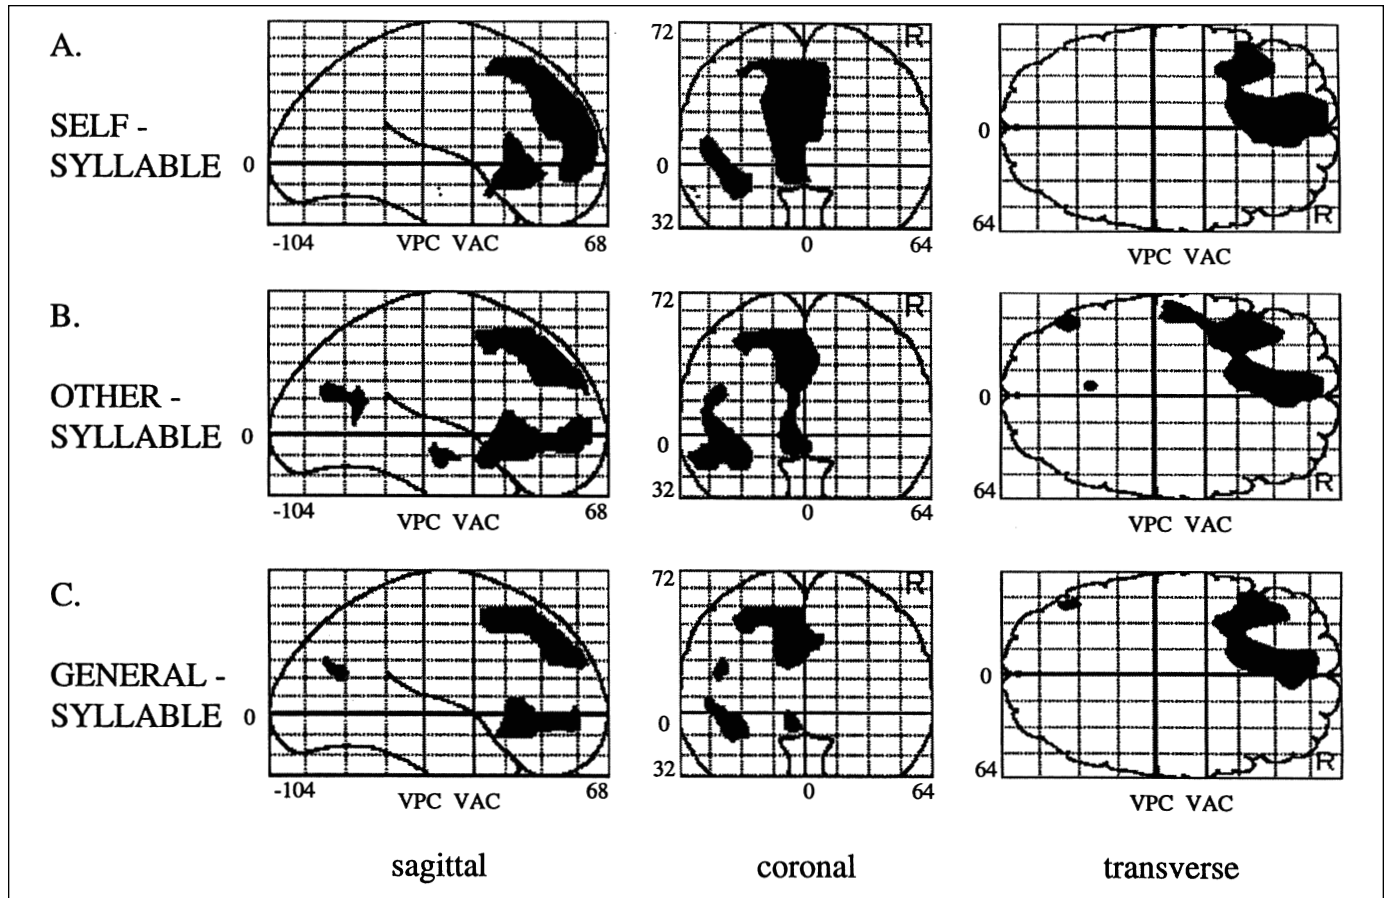 A.
SELF -
SYLLABLE
0
-104 VPC VAC 68
72 R
0
32
0 64
0
64 R
VPC VAC
B.
OTHER -
SYLLABLE
0
-104 VPC VAC 68
72 R
0
32
0 64
0
64 R
VPC VAC
C.
GENERAL -
SYLLABLE
0
-104 VPC VAC 68
72 R
0
32
0 64
0
64 R
VPC VAC
sagittal coronal transverse